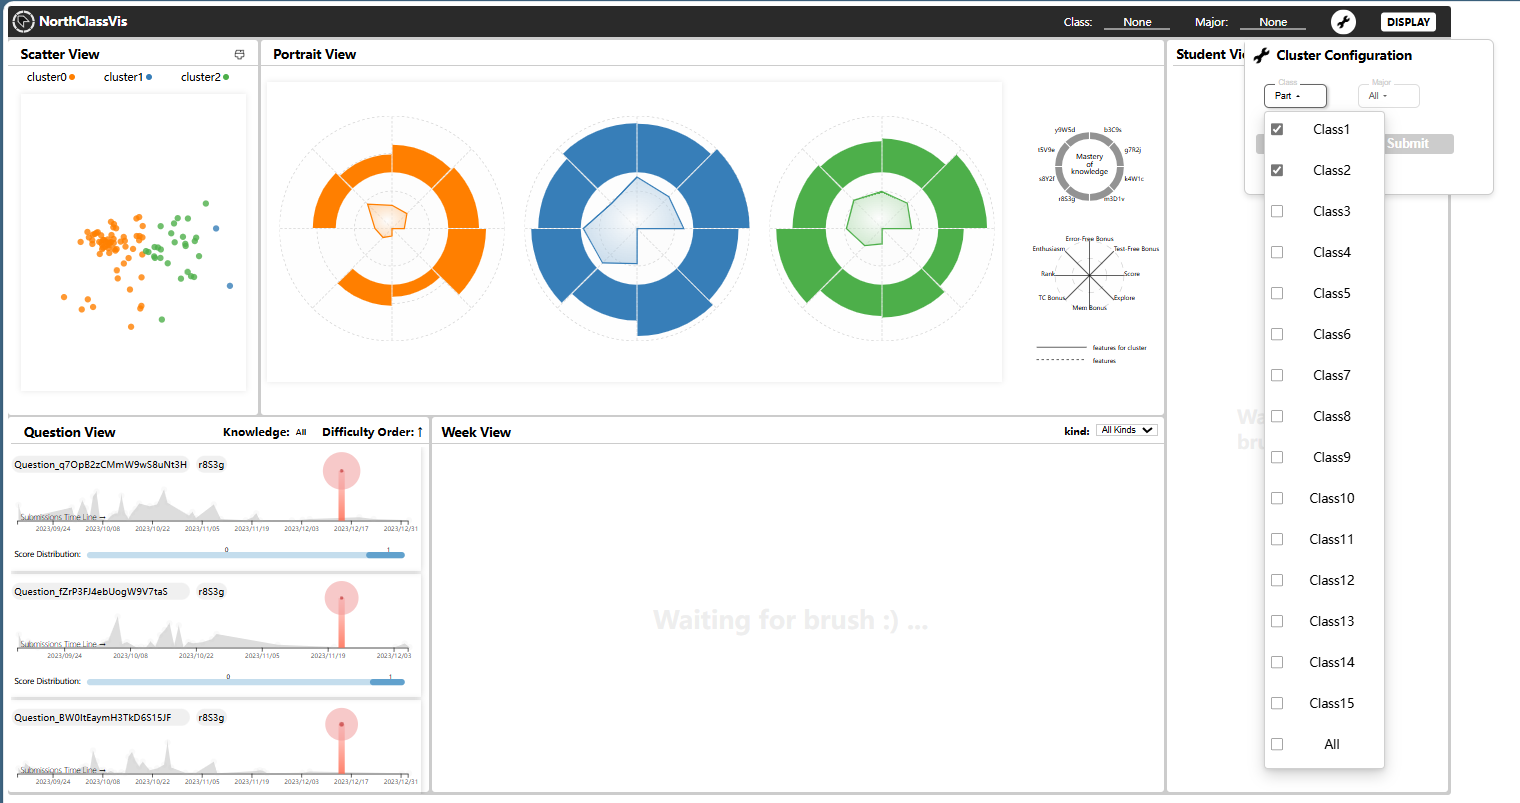 NorthClassVis
Class: None Major: None DISPLAY
Scatter View
cluster0 cluster1 cluster2
Portrait View
y9W5d b3C9s
t5V9e g7R2j
Mastery
of
knowledge
s8Y2f k4W1c
r8S3g m3D1v
Error-Free Bonus
Enthusiasm Test-Free Bonus
Rank Score
TC Bonus Explore
Mem Bonus
features for cluster
features
Student Vi
Cluster Configuration
Class Major
Part All
Submit
Class1
Class2
Class3
Class4
Class5
Class6
Class7
Class8
Class9
Class10
Class11
Class12
Class13
Class14
Class15
All
Question View Knowledge: All Difficulty Order: ↑
Question_q7OpB2zCMmW9wS8uNt3H r8S3g
Submissions Time Line →
2023/09/24 2023/10/08 2023/10/22 2023/11/05 2023/11/19 2023/12/03 2023/12/17 2023/12/31
Score Distribution: 0 1
Question_fZrP3FJ4ebUogW9V7taS r8S3g
Submissions Time Line →
2023/09/24 2023/10/08 2023/10/22 2023/11/05 2023/11/19 2023/12/03
Score Distribution: 0 1
Question_BW0ItEaymH3TkD6S15JF r8S3g
Submissions Time Line →
2023/09/24 2023/10/08 2023/10/22 2023/11/05 2023/11/19 2023/12/03 2023/12/17 2023/12/31
Week View kind: All Kinds
Waiting for brush :) ...
Wa
bru